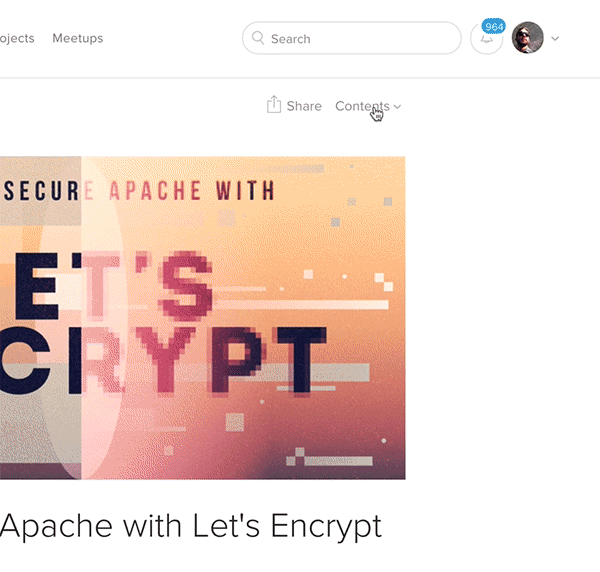 ojects Meetups Search 964
Share Contents
SECURE APACHE WITH
ET'S
CRYPT
Apache with Let's Encrypt